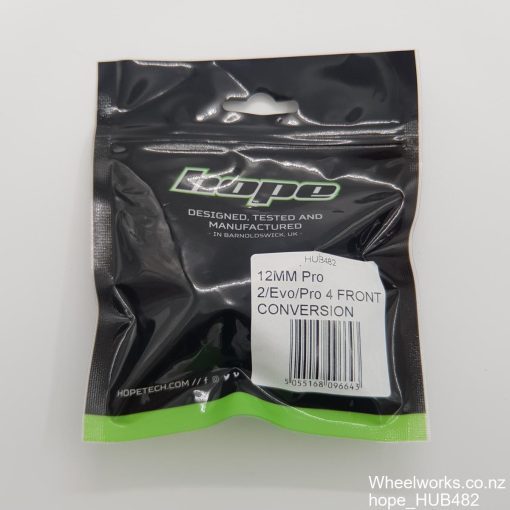 hope
DESIGNED, TESTED AND
MANUFACTURED
- IN BARNOLDSWICK, UK -
HUB482
12MM Pro
2/Evo/Pro 4 FRONT
CONVERSION
5 055168 096643
HOPETECH.COM //
Wheelworks.co.nz
hope_HUB482